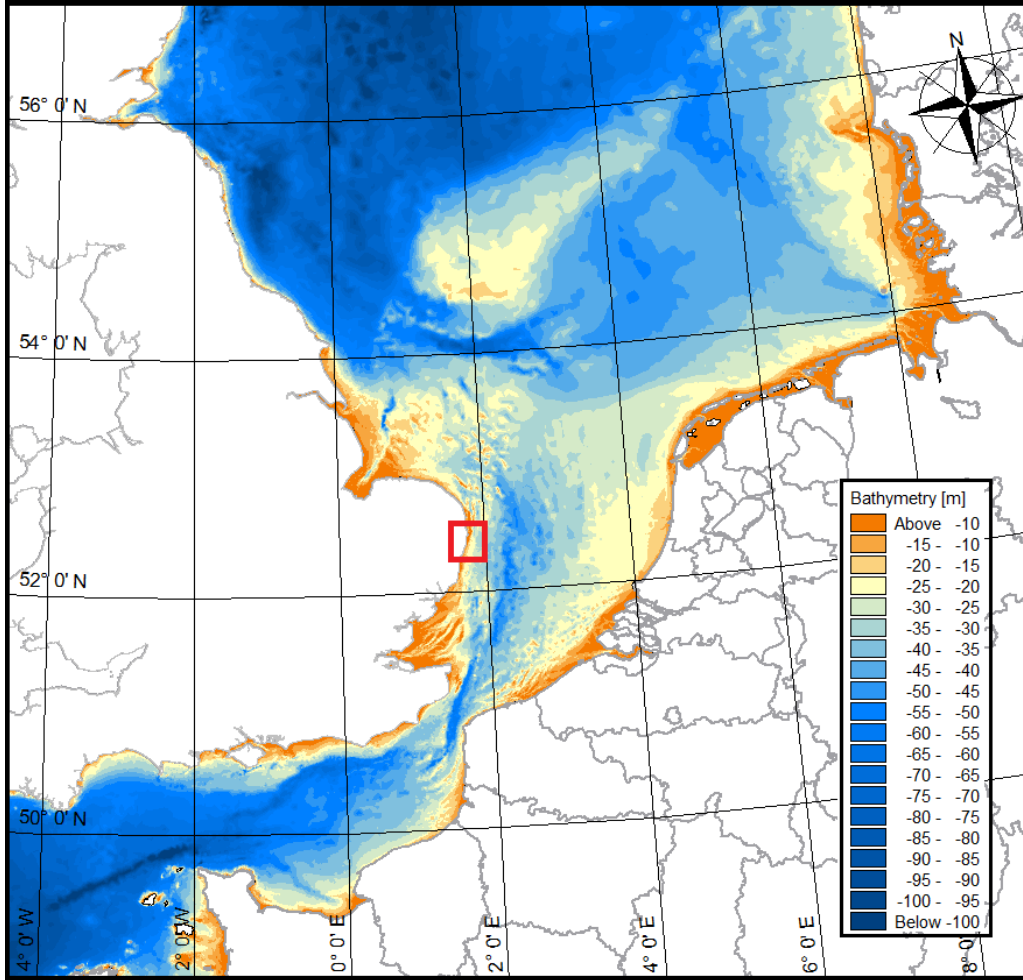 N
56° 0' N
54° 0' N
52° 0' N
50° 0' N
Bathymetry [m]
Above -10
-15 - -10
-20 - -15
-25 - -20
-30 - -25
-35 - -30
-40 - -35
-45 - -40
-50 - -45
-55 - -50
-60 - -55
-65 - -60
-70 - -65
-75 - -70
-80 - -75
-85 - -80
-90 - -85
-95 - -90
-100 - -95
Below -100
4° 0' W
2° 0' W
0° 0' E
2° 0' E
4° 0' E
6° 0' E
8° 0'